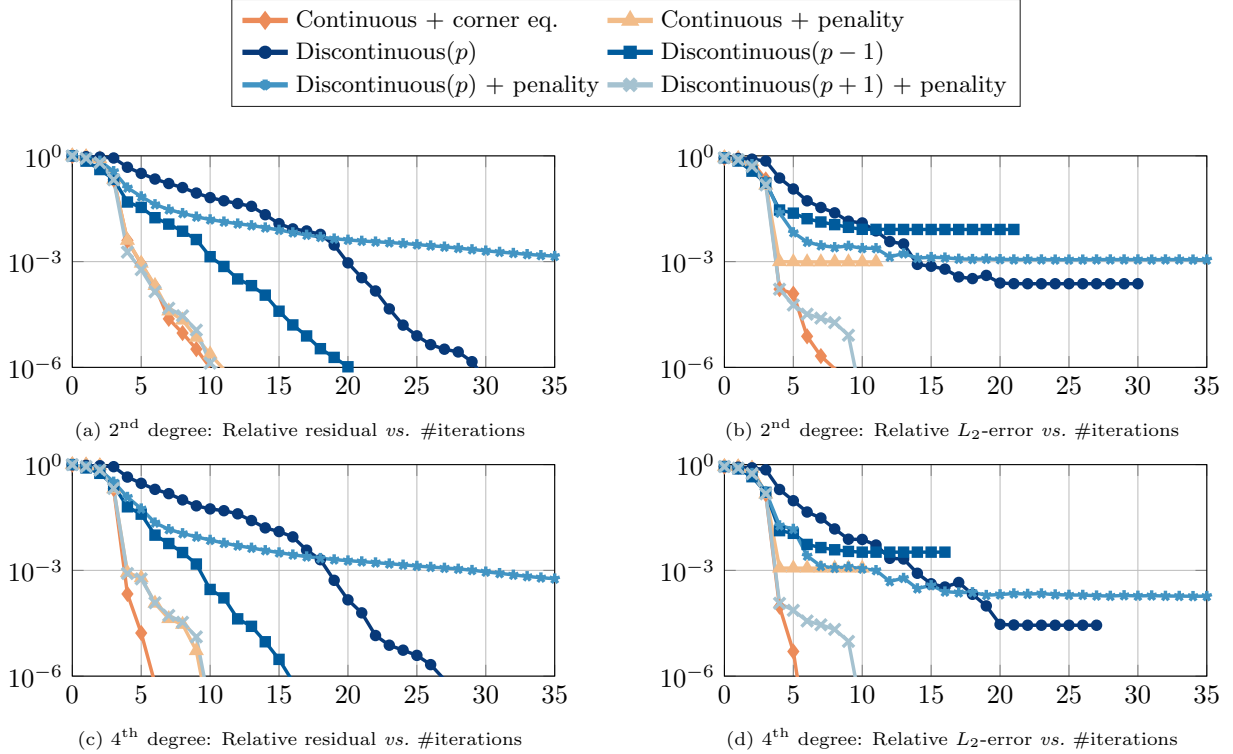 Continuous + corner eq.
Continuous + penality
Discontinuous(p)
Discontinuous(p − 1)
Discontinuous(p) + penality
Discontinuous(p + 1) + penality
10^0
10^−3
10^−6
0 5 10 15 20 25 30 35
(a) 2nd degree: Relative residual vs. #iterations
10^0
10^−3
10^−6
0 5 10 15 20 25 30 35
(b) 2nd degree: Relative L2-error vs. #iterations
10^0
10^−3
10^−6
0 5 10 15 20 25 30 35
(c) 4th degree: Relative residual vs. #iterations
10^0
10^−3
10^−6
0 5 10 15 20 25 30 35
(d) 4th degree: Relative L2-error vs. #iterations